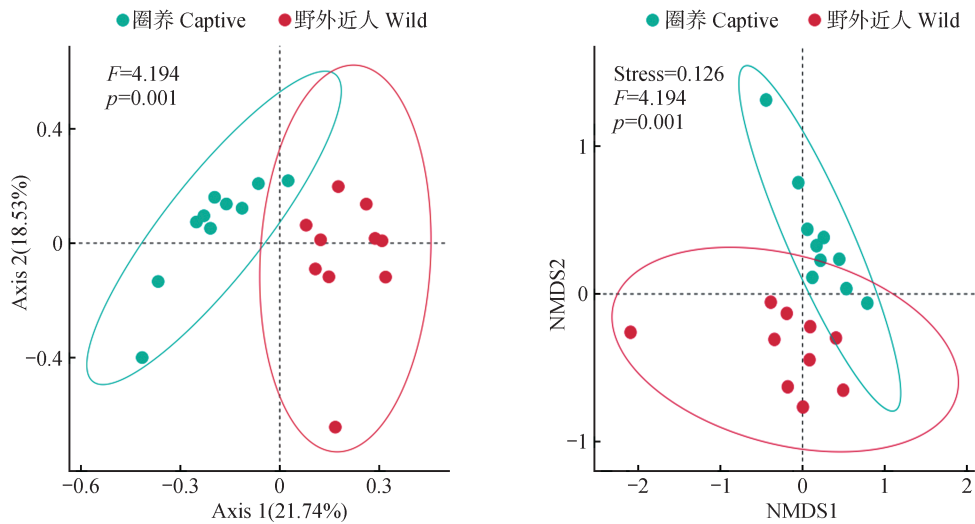 圈养 Captive
野外近人 Wild
F=4.194
p=0.001
0.4
0
−0.4
−0.6
−0.3
0
0.3
Axis 1(21.74%)
Axis 2(18.53%)
圈养 Captive
野外近人 Wild
Stress=0.126
F=4.194
p=0.001
1
0
−1
−2
−1
0
1
2
NMDS1
NMDS2